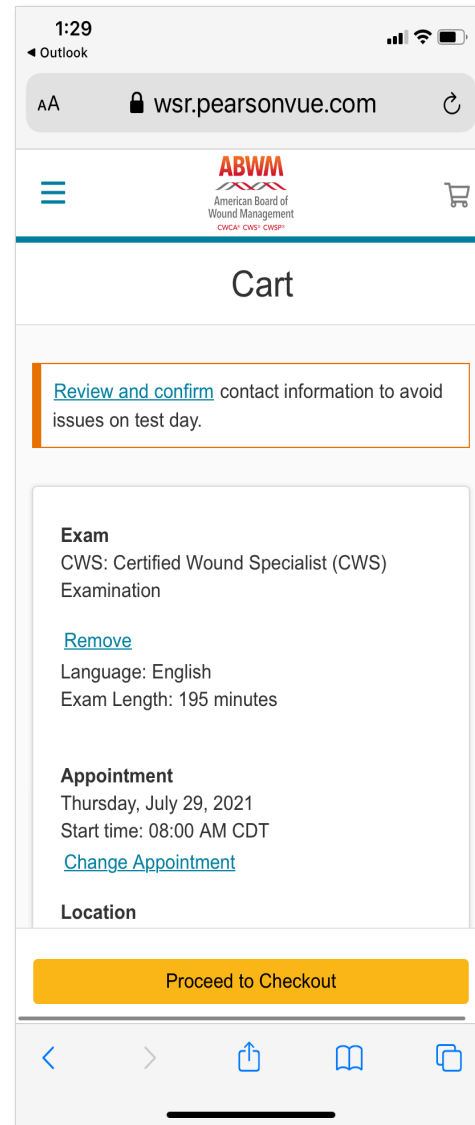 1:29
◀ Outlook
AA wsr.pearsonvue.com
ABWM
American Board of
Wound Management
CWCA® CWS® CWSP®
Cart
Review and confirm contact information to avoid
issues on test day.
Exam
CWS: Certified Wound Specialist (CWS)
Examination
Remove
Language: English
Exam Length: 195 minutes
Appointment
Thursday, July 29, 2021
Start time: 08:00 AM CDT
Change Appointment
Location
Proceed to Checkout